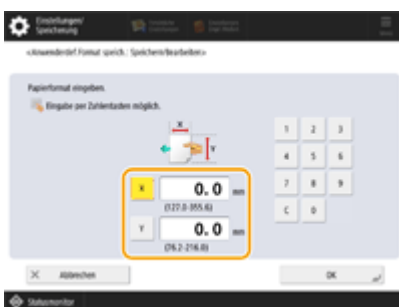 Einstellungen/
Speicherung
<Anwenderdef. Format speich.: Speichern/Bearbeiten>
Papierformat eingeben.
Eingabe per Zahlentasten möglich.
X
Y
1 2 3
4 5 6
7 8 9
C 0
X 0.0 mm
(127.0-355.6)
Y 0.0 mm
(76.2-216.0)
Abbrechen
OK
Statusmonitor